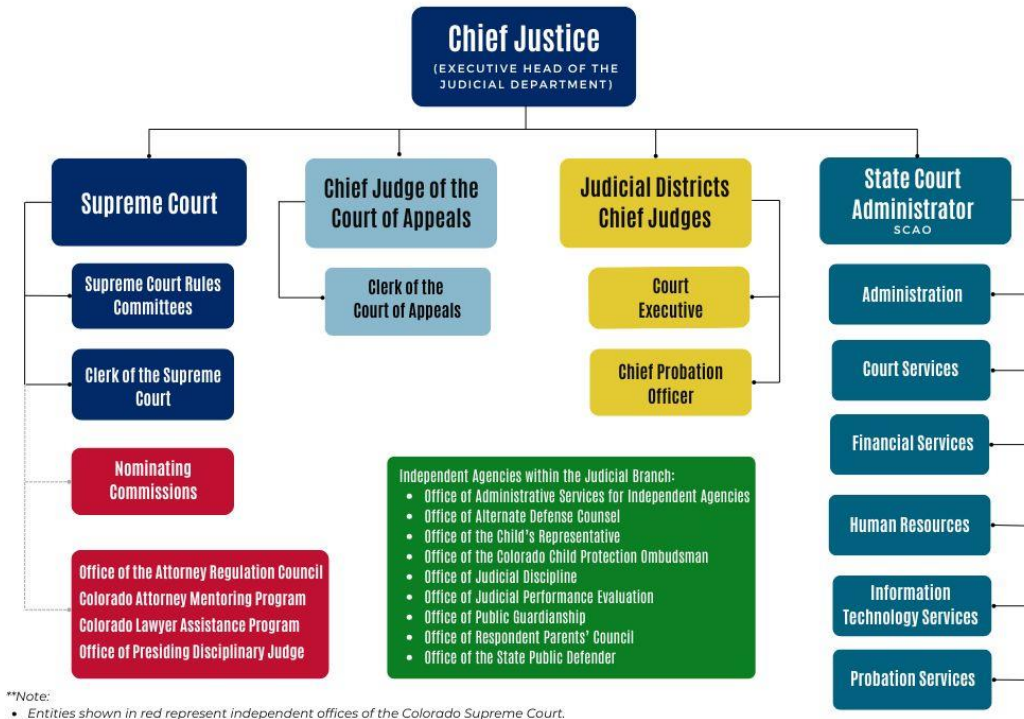 Chief Justice
(EXECUTIVE HEAD OF THE
JUDICIAL DEPARTMENT)
Supreme Court
Supreme Court Rules
Committees
Clerk of the Supreme
Court
Nominating
Commissions
Office of the Attorney Regulation Council
Colorado Attorney Mentoring Program
Colorado Lawyer Assistance Program
Office of Presiding Disciplinary Judge
Chief Judge of the
Court of Appeals
Clerk of the
Court of Appeals
Judicial Districts
Chief Judges
Court
Executive
Chief Probation
Officer
State Court
Administrator
SCAO
Administration
Court Services
Financial Services
Human Resources
Information
Technology Services
Probation Services
Independent Agencies within the Judicial Branch:
• Office of Administrative Services for Independent Agencies
• Office of Alternate Defense Counsel
• Office of the Child's Representative
• Office of the Colorado Child Protection Ombudsman
• Office of Judicial Discipline
• Office of Judicial Performance Evaluation
• Office of Public Guardianship
• Office of Respondent Parents' Council
• Office of the State Public Defender
**Note:
• Entities shown in red represent independent offices of the Colorado Supreme Court.